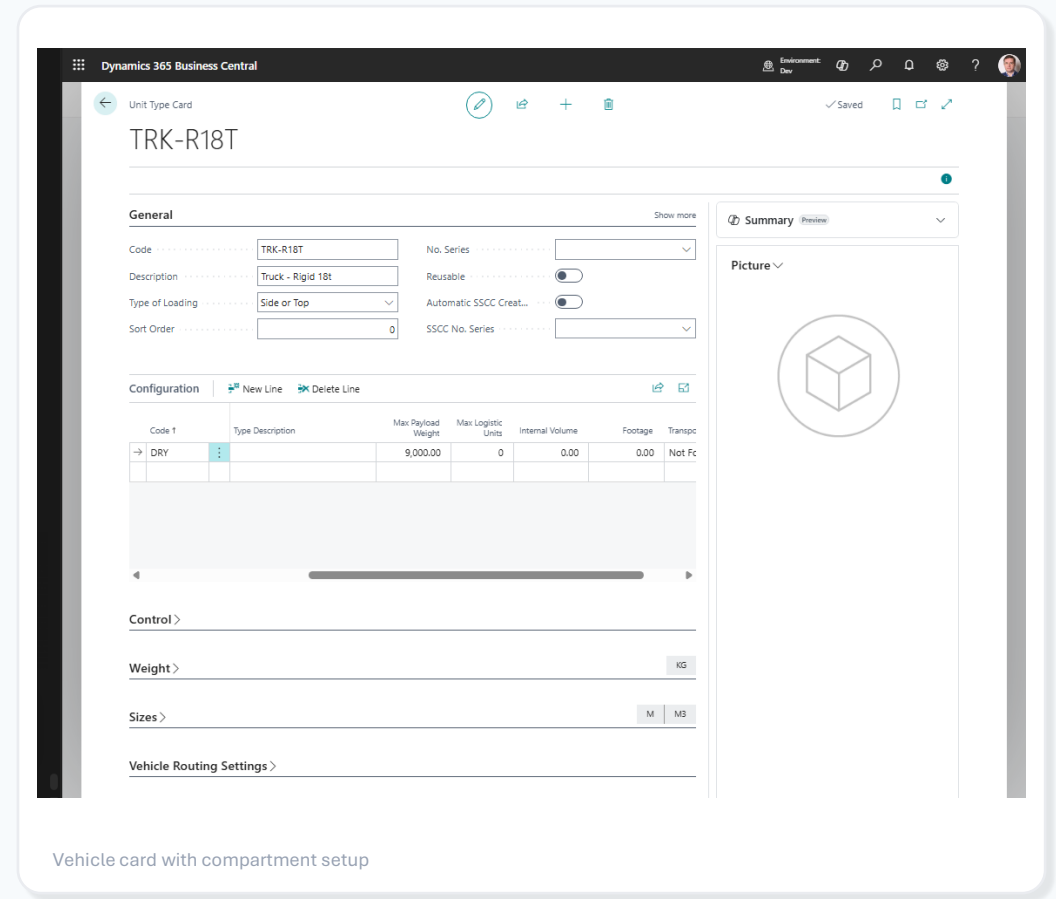 Dynamics 365 Business Central
Environment:
Dev
Unit Type Card
Saved
TRK-R18T
General
Show more
Code
TRK-R18T
No. Series
Description
Truck - Rigid 18t
Reusable
Type of Loading
Side or Top
Automatic SSCC Creat...
Sort Order
0
SSCC No. Series
Summary
Preview
Picture
Configuration
New Line
Delete Line
Code ↑
Type Description
Max Payload
Weight
Max Logistic
Units
Internal Volume
Footage
Transpc
DRY
9,000.00
0
0.00
0.00
Not Fc
Control
Weight
KG
Sizes
M
M3
Vehicle Routing Settings
Vehicle card with compartment setup